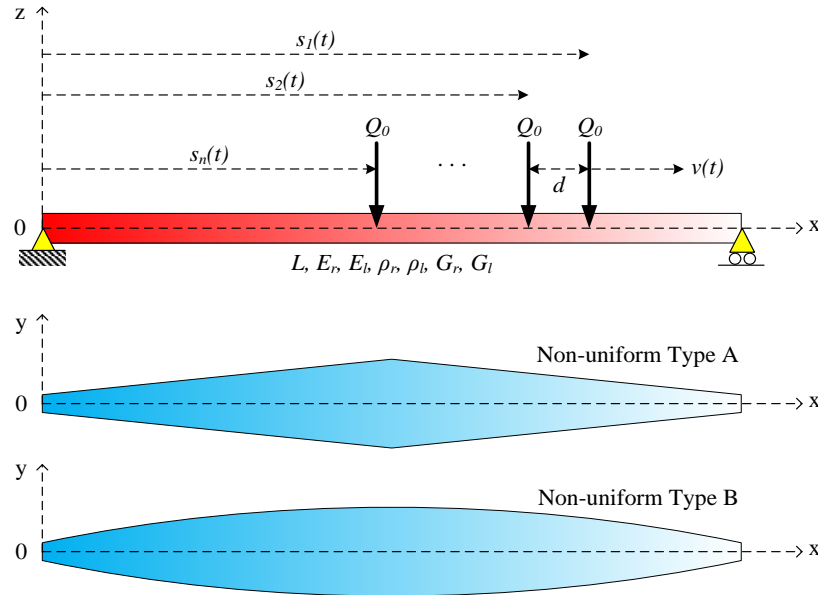 z
s₁(t)
s₂(t)
Q₀ Q₀ Q₀
sₙ(t) ... d v(t)
0 x
L, Eᵣ, Eₗ, ρᵣ, ρₗ, Gᵣ, Gₗ
y
Non-uniform Type A
0 x
y
Non-uniform Type B
0 x